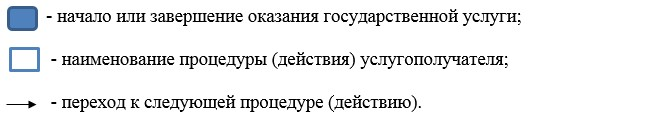 - начало или завершение оказания государственной услуги;
- наименование процедуры (действия) услугополучателя;
- переход к следующей процедуре (действию).